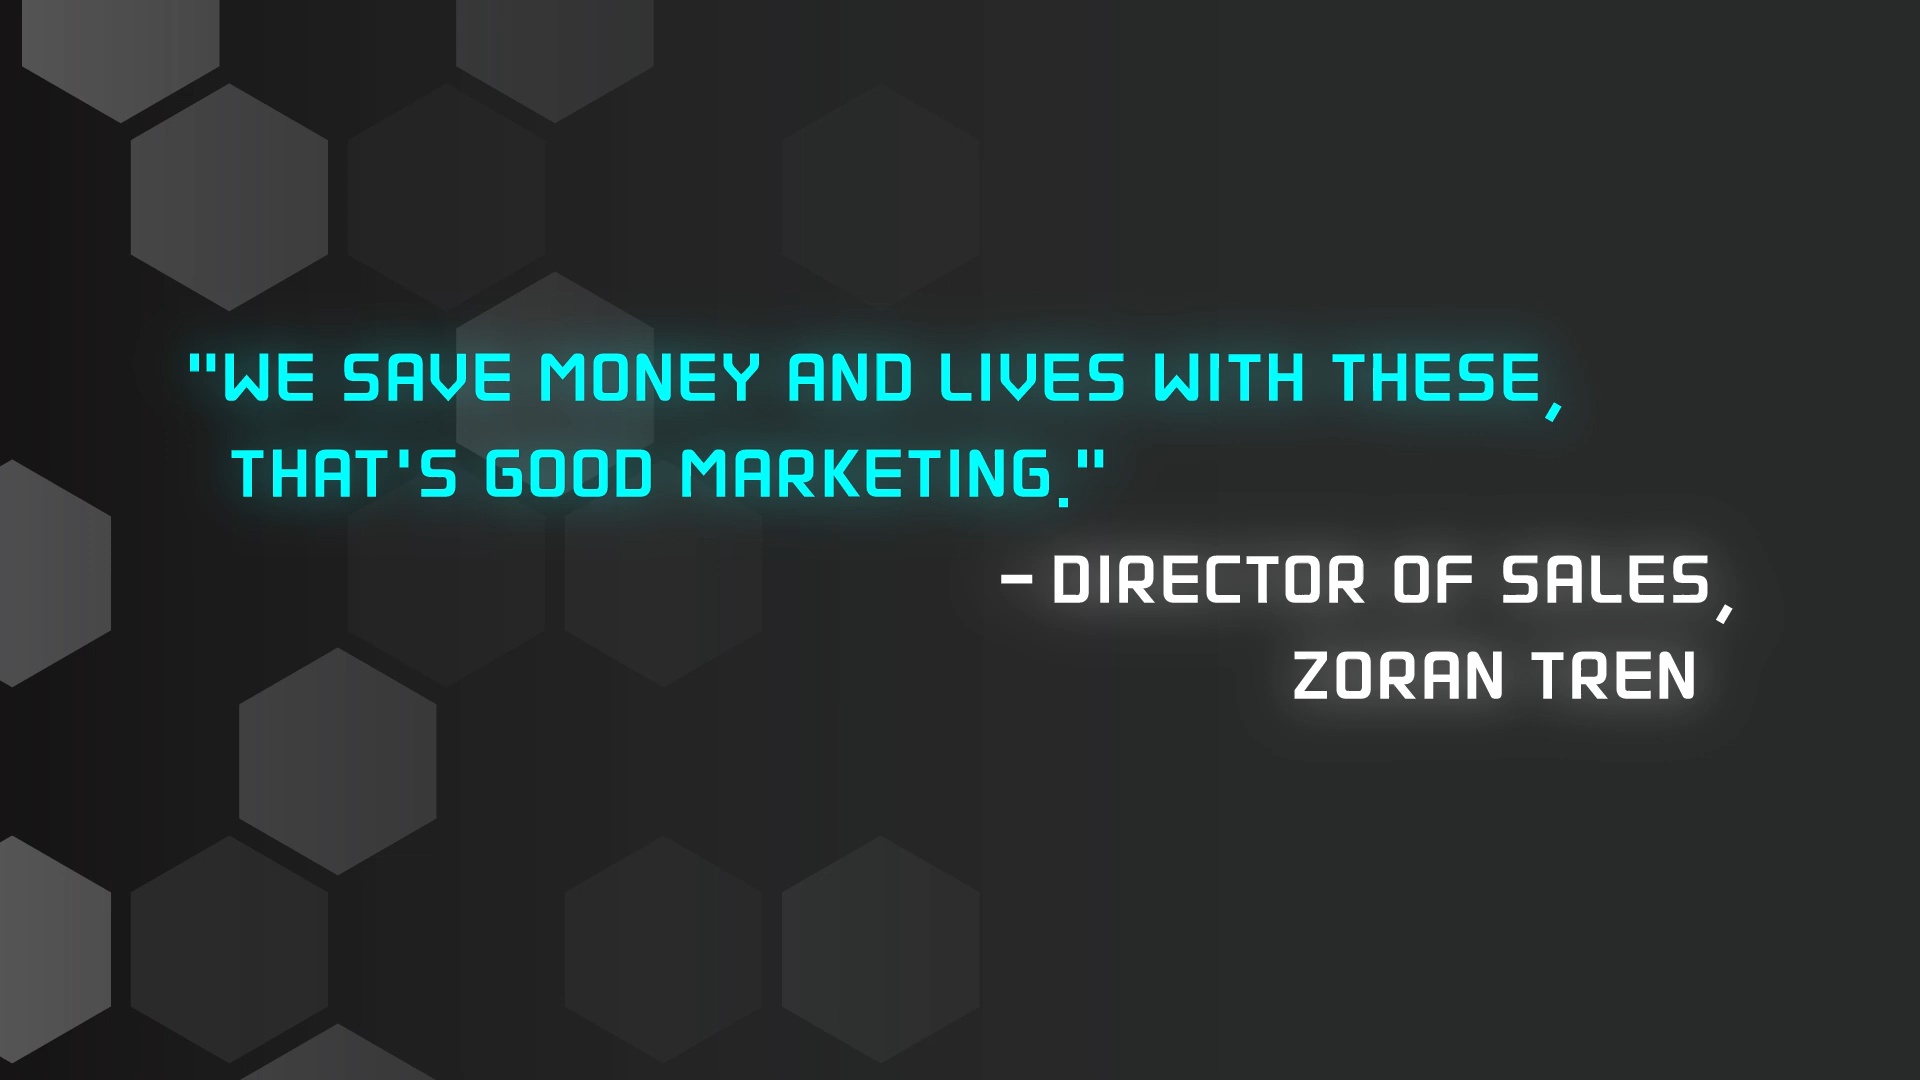 "WE SAVE MONEY AND LIVES WITH THESE,
THAT'S GOOD MARKETING."
– DIRECTOR OF SALES,
ZORAN TREN